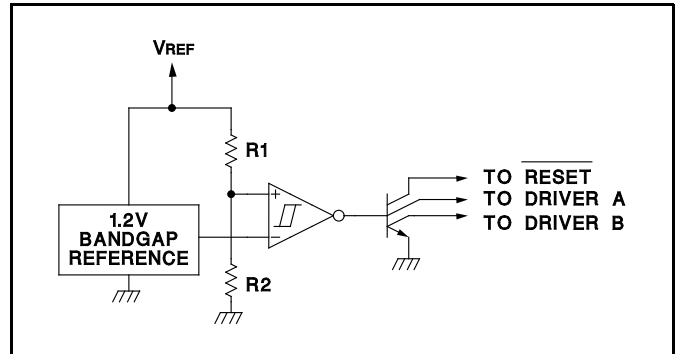 VREF
R1
TO RESET
TO DRIVER A
TO DRIVER B
1.2V
BANDGAP
REFERENCE
+
−
R2